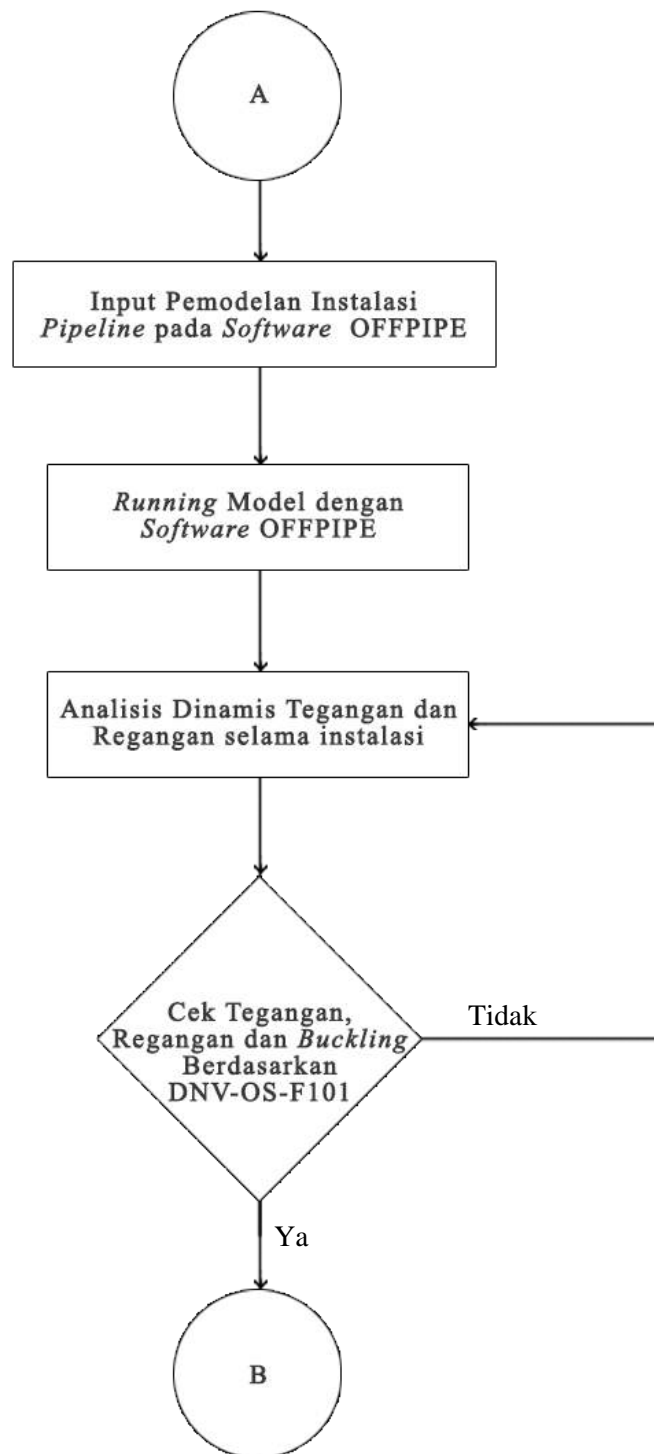 A
Input Pemodelan Instalasi
Pipeline pada Software OFFPIPE
Running Model dengan
Software OFFPIPE
Analisis Dinamis Tegangan dan
Regangan selama instalasi
Cek Tegangan,
Regangan dan Buckling
Berdasarkan
DNV-OS-F101
Tidak
Ya
B